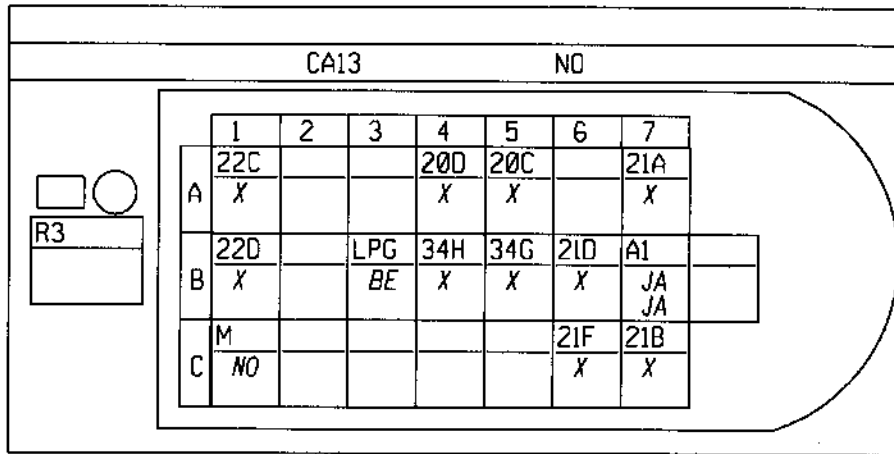 CA13 NO
1 2 3 4 5 6 7
22C 20D 20C 21A
A X X X X
R3
22D LPG 34H 34G 21D A1
B X BE X X X JA
JA
M 21F 21B
C NO X X